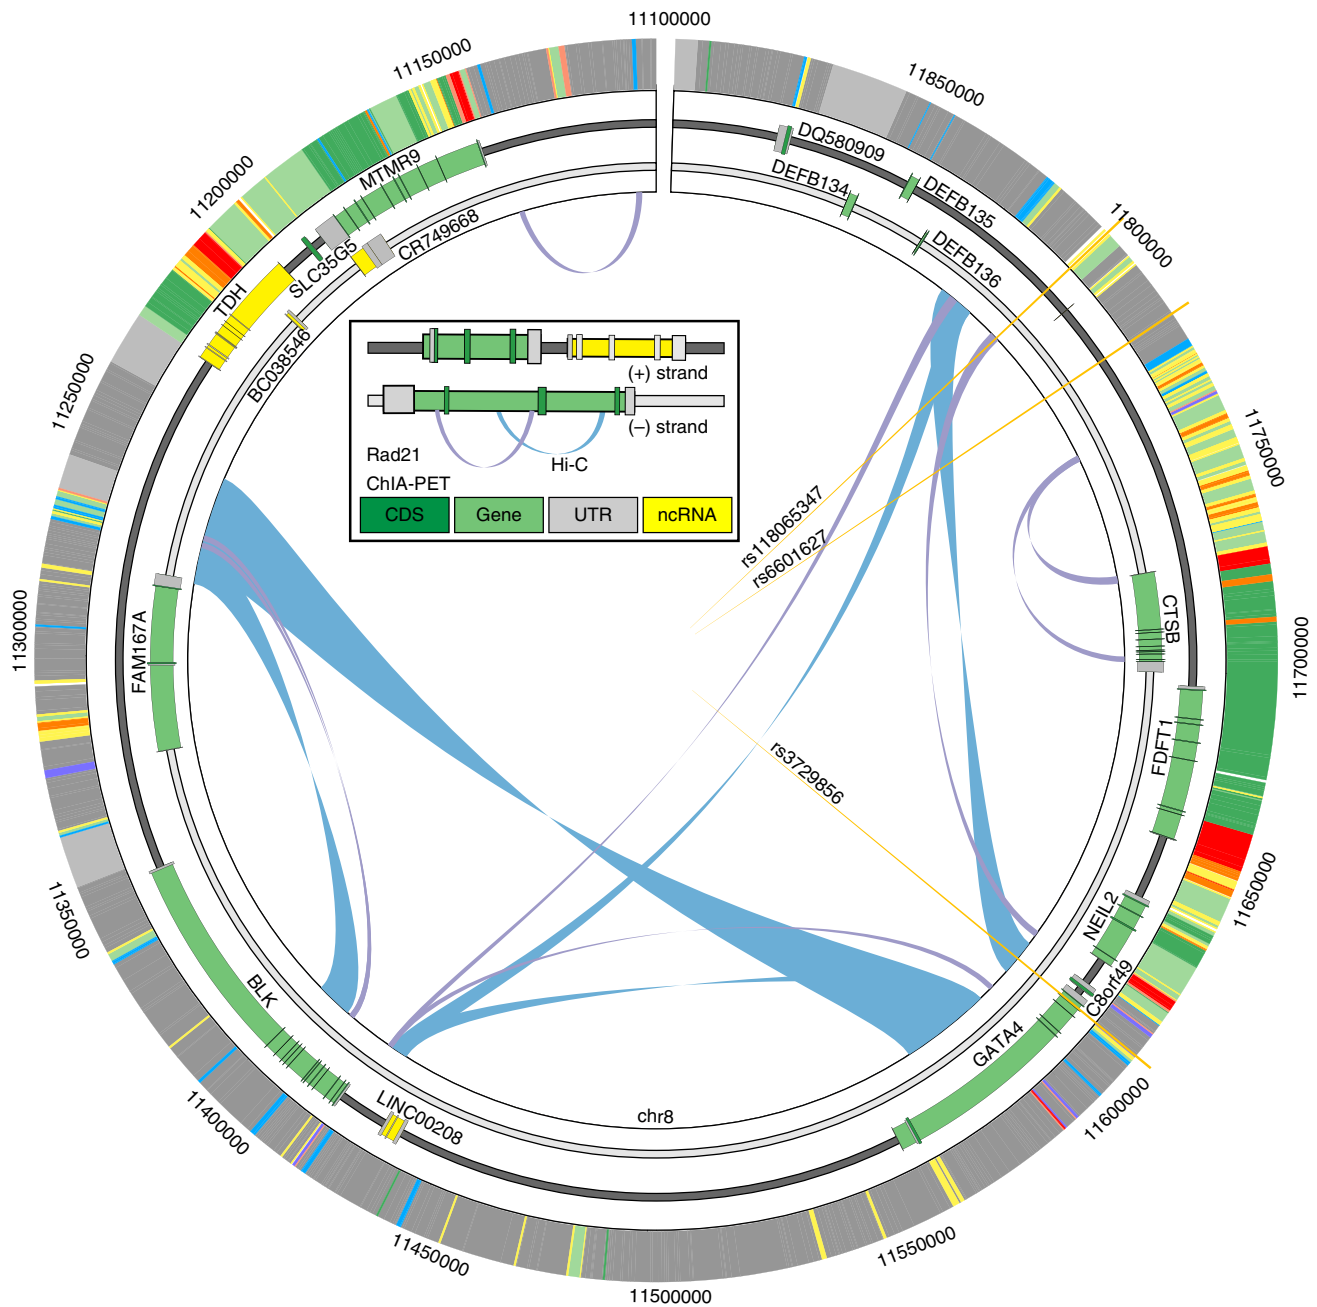 11100000
11150000
11850000
11200000
11800000
DQ580909
MTMR9
DEFB134
DEFB135
CR749668
DEFB136
SLC35G5
TDH
BC038546
11250000
(+) strand
(–) strand
Rad21
Hi-C
ChIA-PET
CDS
Gene
UTR
ncRNA
11750000
rs118065347
rs6601627
11300000
FAM167A
CTSB
11700000
FDFT1
rs3729856
11350000
11650000
NEIL2
BLK
C8orf49
GATA4
11400000
LINC00208
chr8
11600000
11450000
11550000
11500000